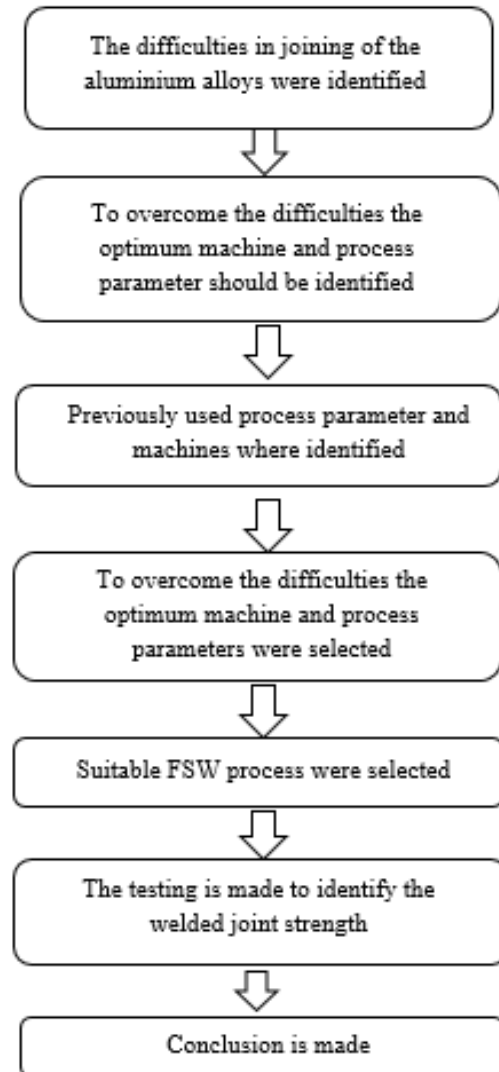 The difficulties in joining of the
aluminium alloys were identified
To overcome the difficulties the
optimum machine and process
parameter should be identified
Previously used process parameter and
machines where identified
To overcome the difficulties the
optimum machine and process
parameters were selected
Suitable FSW process were selected
The testing is made to identify the
welded joint strength
Conclusion is made